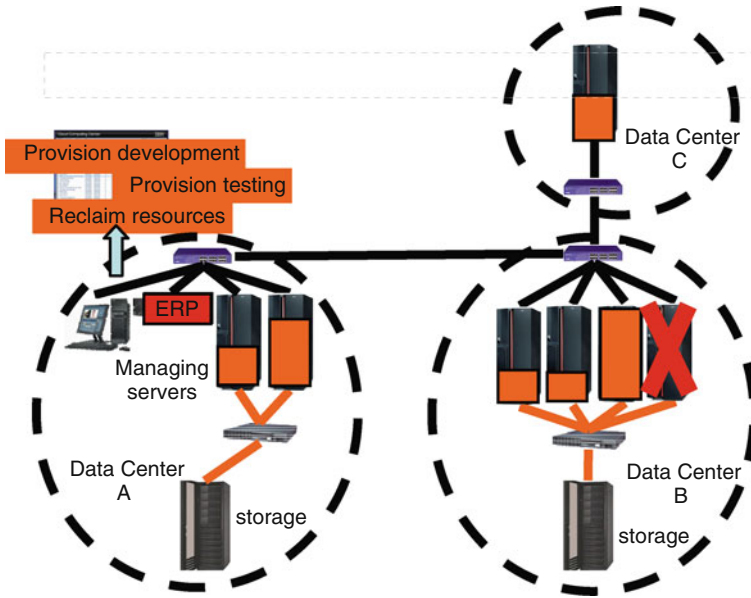 Data Center
C
Provision development
Provision testing
Reclaim resources
ERP
Managing
servers
Data Center
A
storage
Data Center
B
storage